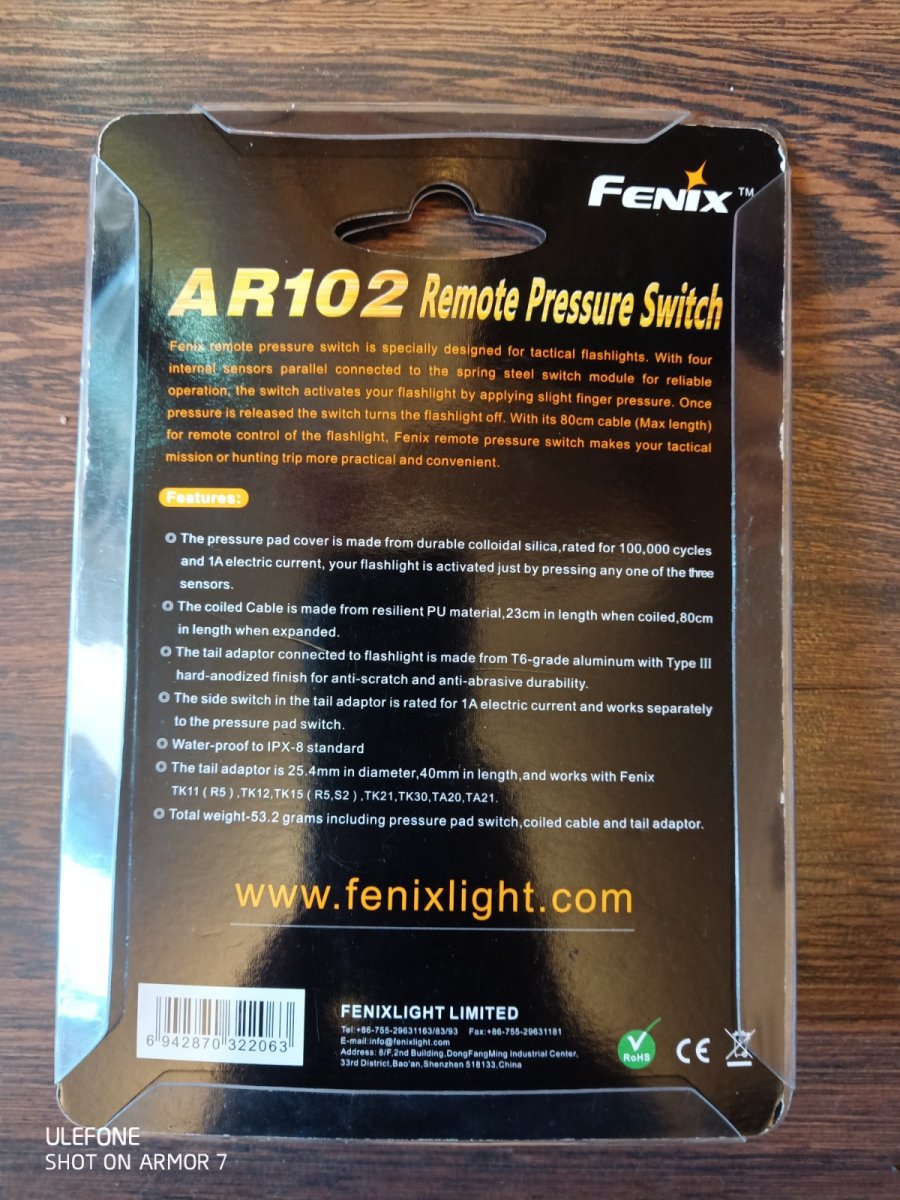 FENIX™
AR102 Remote Pressure Switch
Fenix remote pressure switch is specially designed for tactical flashlights. With four
internal sensors parallel connected to the spring steel switch module for reliable
operation, the switch activates your flashlight by applying slight finger pressure. Once
pressure is released the switch turns the flashlight off. With its 80cm cable (Max length)
for remote control of the flashlight, Fenix remote pressure switch makes your tactical
mission or hunting trip more practical and convenient.
Features:
◎ The pressure pad cover is made from durable colloidal silica,rated for 100,000 cycles
and 1A electric current, your flashlight is activated just by pressing any one of the three
sensors.
◎ The coiled Cable is made from resilient PU material,23cm in length when coiled,80cm
in length when expanded.
◎ The tail adaptor connected to flashlight is made from T6-grade aluminum with Type III
hard-anodized finish for anti-scratch and anti-abrasive durability.
◎ The side switch in the tail adaptor is rated for 1A electric current and works separately
to the pressure pad switch.
◎ Water-proof to IPX-8 standard
◎ The tail adaptor is 25.4mm in diameter,40mm in length,and works with Fenix
TK11 ( R5 ) ,TK12,TK15 ( R5,S2 ) ,TK21,TK30,TA20,TA21.
◎ Total weight-53.2 grams including pressure pad switch,coiled cable and tail adaptor.
www.fenixlight.com
6 942870 322063
FENIXLIGHT LIMITED
Tel:+86-755-29631163/83/93 Fax:+86-755-29631181
E-mail:info@fenixlight.com
Address: 8/F,2nd Building,DongFangMing Industrial Center,
33rd District,Bao'an,Shenzhen 518133,China
RoHS
CE
ULEFONE
SHOT ON ARMOR 7